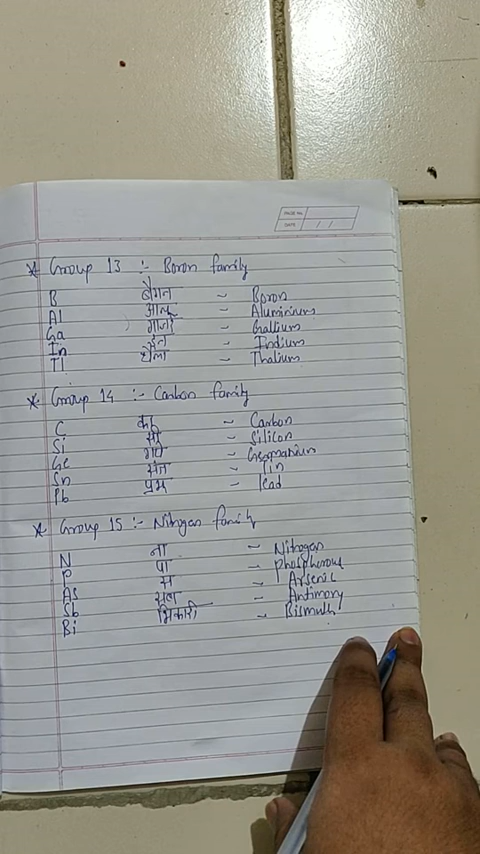 PAGE No.
DATE / /
* Group 13 :- Boron family
B बैगन - Boron
Al आलू - Aluminium
Ga गाजर - Gallium
In इन - Indium
Tl थैला - Thalium
* Group 14 :- Carbon family
C - Carbon
Si - Silicon
Ge - Germanium
Sn - Tin
Pb - lead
* Group 15 :- Nitrogen family
N ना - Nitrogen
P पा - Phosphorous
As - Arsenic
Sb - Antimony
Bi भिकारी - Bismuth